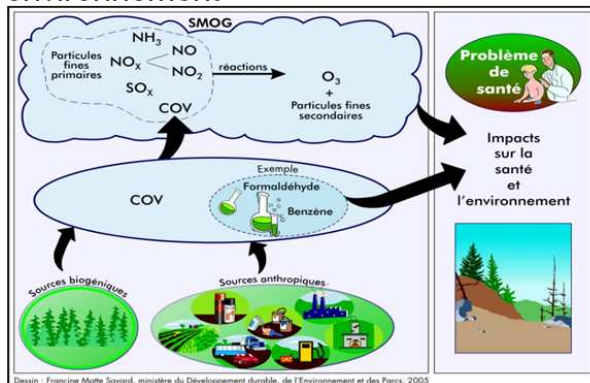 environnement
SMOG
Particules
fines
primaires
NH3
NOX
NO
NO2
SOX
COV
réactions
O3
+
Particules fines
secondaires
Problème
de
santé
Impacts
sur la
santé
et
l'environnement
COV
Exemple
Formaldéhyde
Benzène
Sources biogéniques
Sources anthropiques
Dessin : Francine Matte Savard, ministère du Développement durable, de l'Environnement et des Parcs, 2005